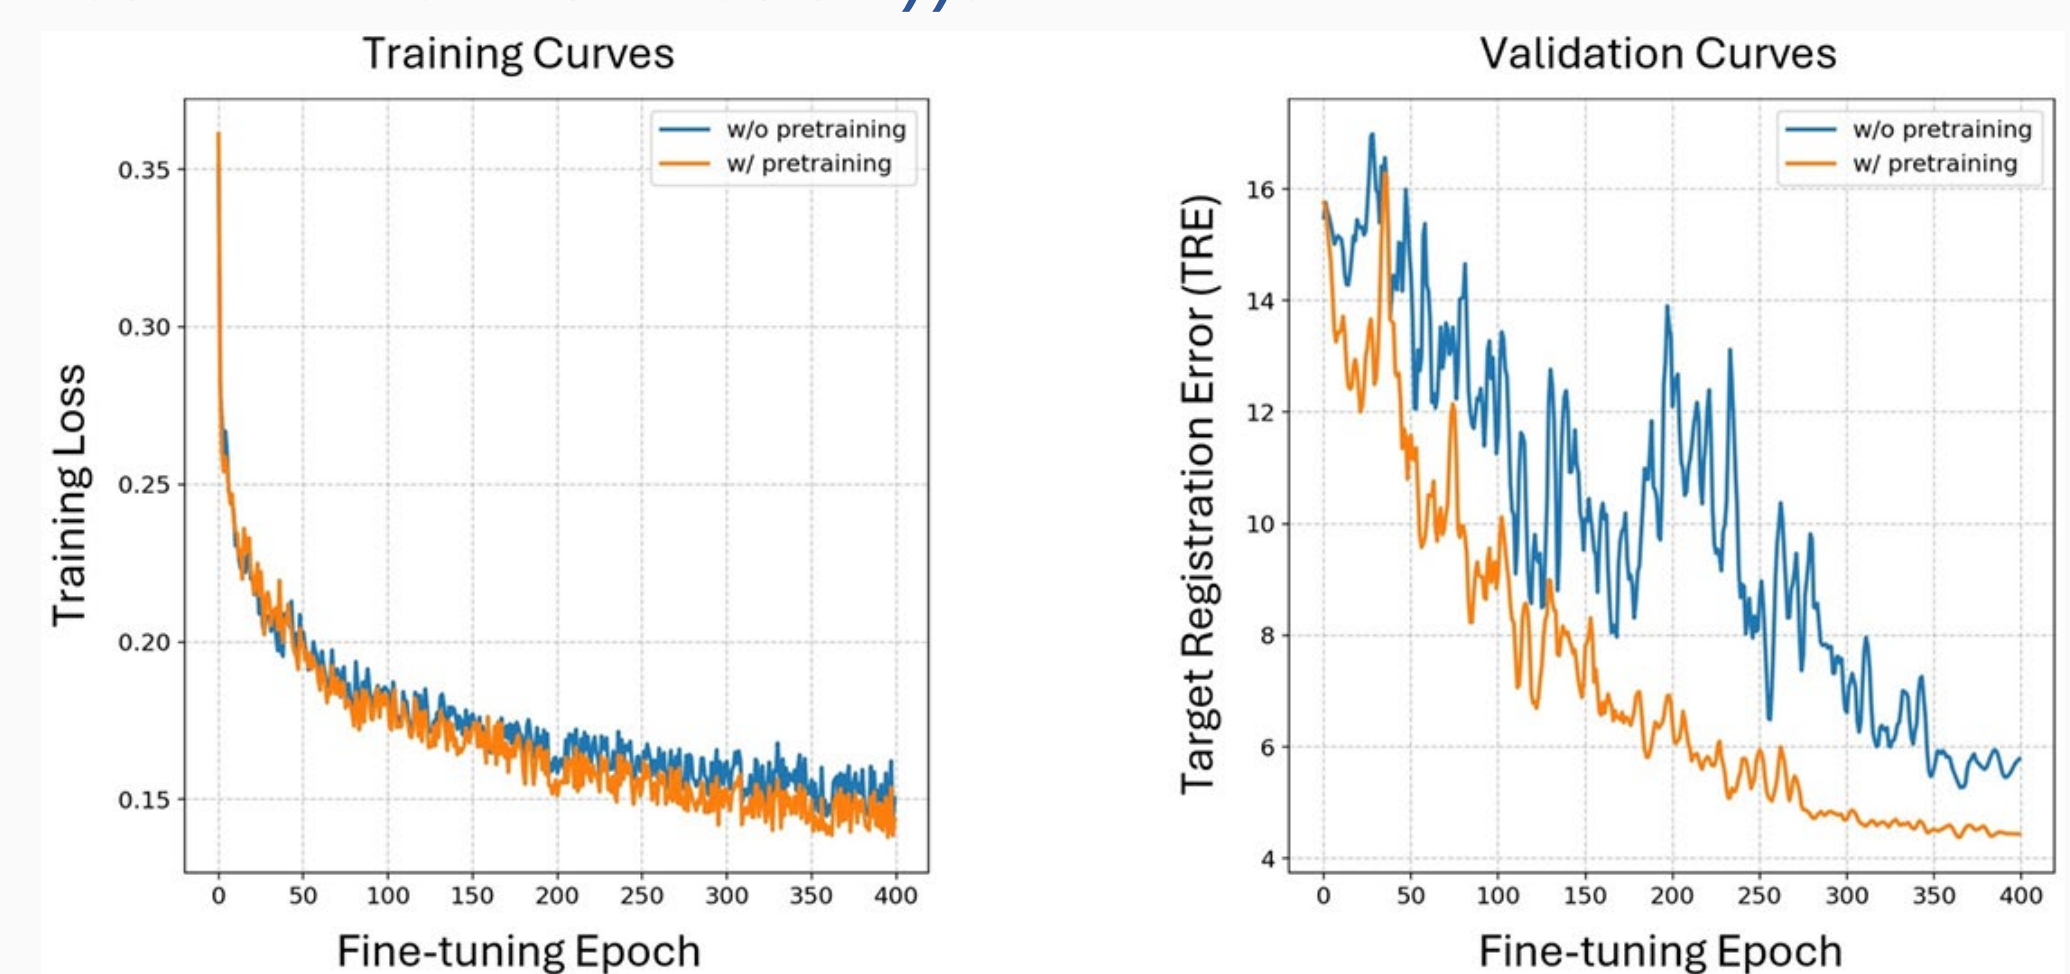 Training Curves
Training Loss
0.35
0.30
0.25
0.20
0.15
w/o pretraining
w/ pretraining
0 50 100 150 200 250 300 350 400
Fine-tuning Epoch
Validation Curves
Target Registration Error (TRE)
16
14
12
10
8
6
4
w/o pretraining
w/ pretraining
0 50 100 150 200 250 300 350 400
Fine-tuning Epoch